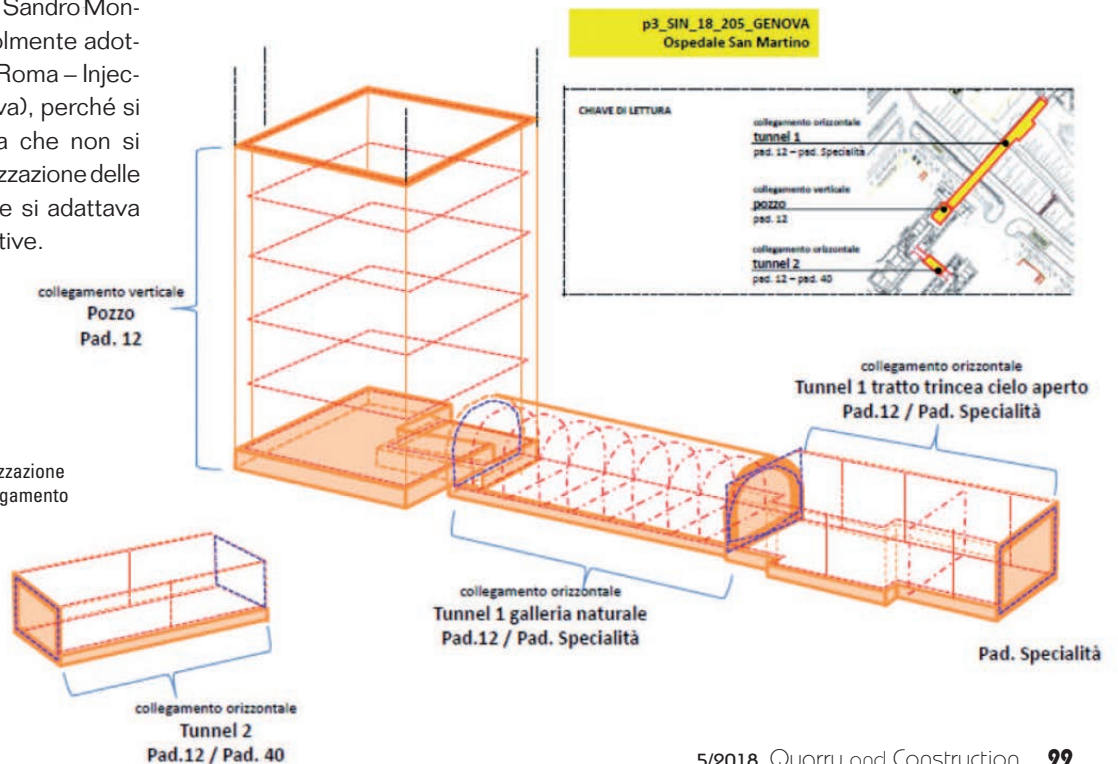 Sandro Mon-
olmente adot-
Roma – Injec-
va), perché si
a che non si
zzazione delle
e si adattava
tive.
p3_SIN_18_205_GENOVA
Ospedale San Martino
CHIAVE DI LETTURA
collegamento orizzontale
tunnel 1
pad. 12 – pad. Specialità
collegamento verticale
pozzo
pad. 12
collegamento orizzontale
tunnel 2
pad. 12 – pad. 40
collegamento verticale
Pozzo
Pad. 12
collegamento orizzontale
Tunnel 1 tratto trincea cielo aperto
Pad.12 / Pad. Specialità
zzazione
egamento
collegamento orizzontale
Tunnel 1 galleria naturale
Pad.12 / Pad. Specialità
Pad. Specialità
collegamento orizzontale
Tunnel 2
Pad.12 / Pad. 40
5/2018 Quarry and Construction 99